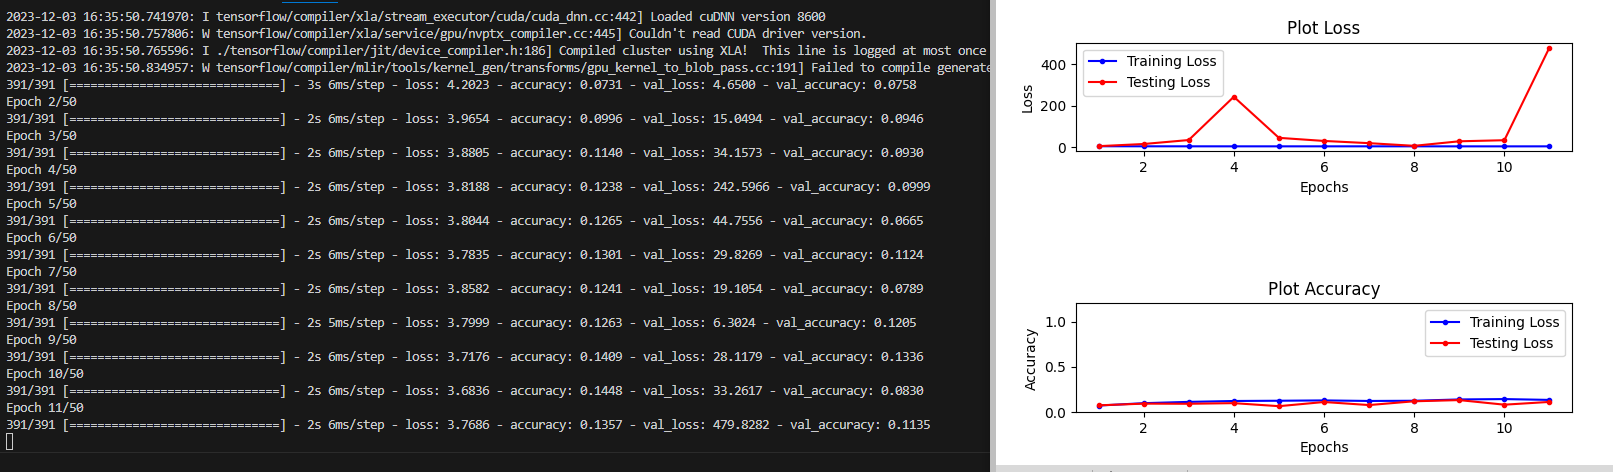 2023-12-03 16:35:50.741970: I tensorflow/compiler/xla/stream_executor/cuda/cuda_dnn.cc:442] Loaded cuDNN version 8600
2023-12-03 16:35:50.757806: W tensorflow/compiler/xla/service/gpu/nvptx_compiler.cc:445] Couldn't read CUDA driver version.
2023-12-03 16:35:50.765596: I ./tensorflow/compiler/jit/device_compiler.h:186] Compiled cluster using XLA!  This line is logged at most once
2023-12-03 16:35:50.834957: W tensorflow/compiler/mlir/tools/kernel_gen/transforms/gpu_kernel_to_blob_pass.cc:191] Failed to compile generate
391/391 [==============================] - 3s 6ms/step - loss: 4.2023 - accuracy: 0.0731 - val_loss: 4.6500 - val_accuracy: 0.0758
Epoch 2/50
391/391 [==============================] - 2s 6ms/step - loss: 3.9654 - accuracy: 0.0996 - val_loss: 15.0494 - val_accuracy: 0.0946
Epoch 3/50
391/391 [==============================] - 2s 6ms/step - loss: 3.8805 - accuracy: 0.1140 - val_loss: 34.1573 - val_accuracy: 0.0930
Epoch 4/50
391/391 [==============================] - 2s 6ms/step - loss: 3.8188 - accuracy: 0.1238 - val_loss: 242.5966 - val_accuracy: 0.0999
Epoch 5/50
391/391 [==============================] - 2s 6ms/step - loss: 3.8044 - accuracy: 0.1265 - val_loss: 44.7556 - val_accuracy: 0.0665
Epoch 6/50
391/391 [==============================] - 2s 6ms/step - loss: 3.7835 - accuracy: 0.1301 - val_loss: 29.8269 - val_accuracy: 0.1124
Epoch 7/50
391/391 [==============================] - 2s 6ms/step - loss: 3.8582 - accuracy: 0.1241 - val_loss: 19.1054 - val_accuracy: 0.0789
Epoch 8/50
391/391 [==============================] - 2s 5ms/step - loss: 3.7999 - accuracy: 0.1263 - val_loss: 6.3024 - val_accuracy: 0.1205
Epoch 9/50
391/391 [==============================] - 2s 6ms/step - loss: 3.7176 - accuracy: 0.1409 - val_loss: 28.1179 - val_accuracy: 0.1336
Epoch 10/50
391/391 [==============================] - 2s 6ms/step - loss: 3.6836 - accuracy: 0.1448 - val_loss: 33.2617 - val_accuracy: 0.0830
Epoch 11/50
391/391 [==============================] - 2s 6ms/step - loss: 3.7686 - accuracy: 0.1357 - val_loss: 479.8282 - val_accuracy: 0.1135
Plot Loss
Training Loss
Testing Loss
Loss
400
200
0
2 4 6 8 10
Epochs
Plot Accuracy
Training Loss
Testing Loss
Accuracy
1.0
0.5
0.0
2 4 6 8 10
Epochs